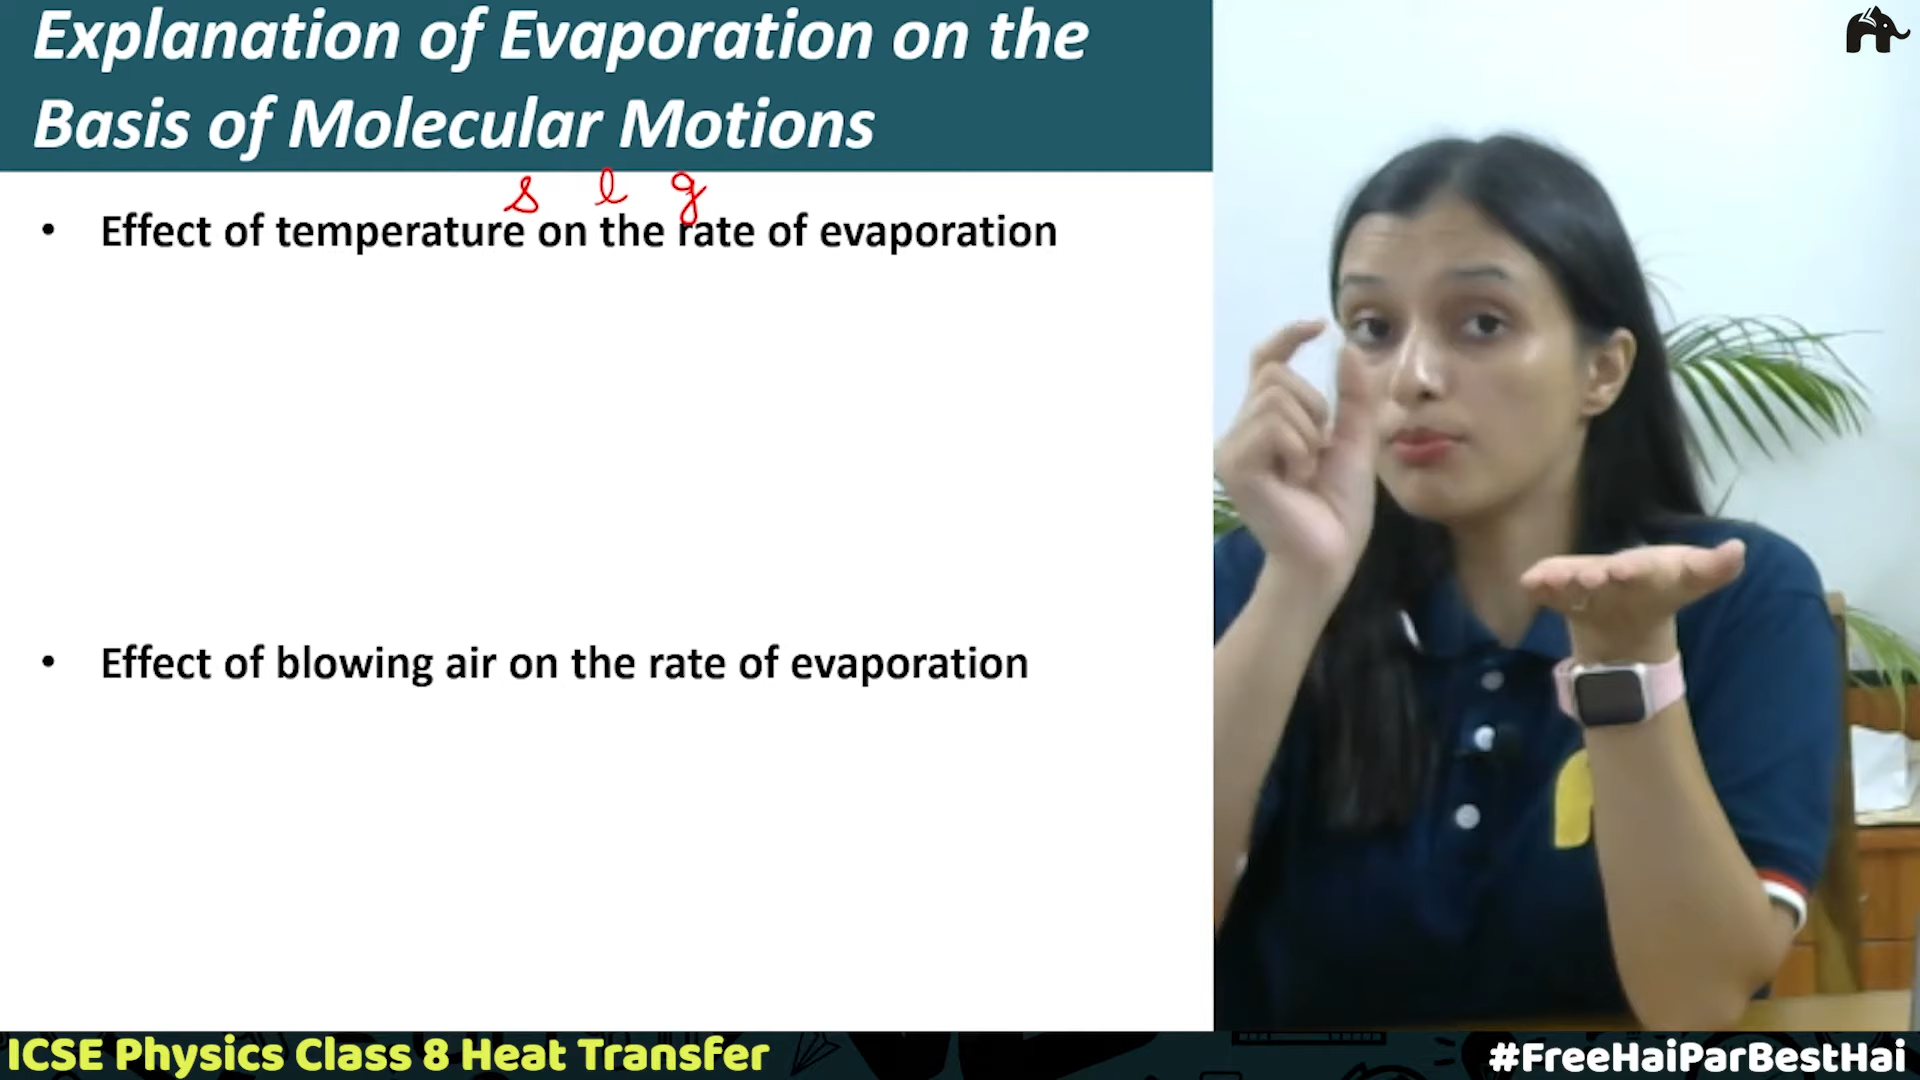 Explanation of Evaporation on the
Basis of Molecular Motions
s l g
• Effect of temperature on the rate of evaporation
• Effect of blowing air on the rate of evaporation
ICSE Physics Class 8 Heat Transfer
#FreeHaiParBestHai